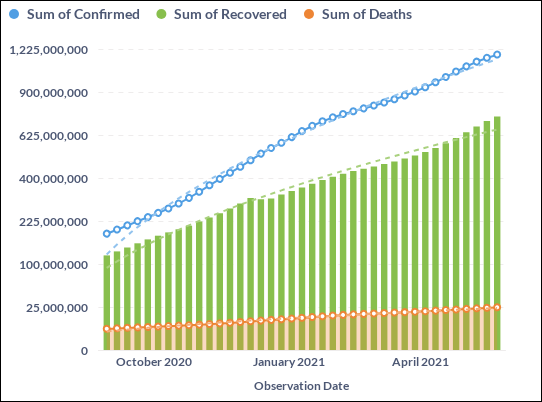 Sum of Confirmed Sum of Recovered Sum of Deaths
1,225,000,000
900,000,000
625,000,000
400,000,000
225,000,000
100,000,000
25,000,000
0
October 2020 January 2021 April 2021
Observation Date